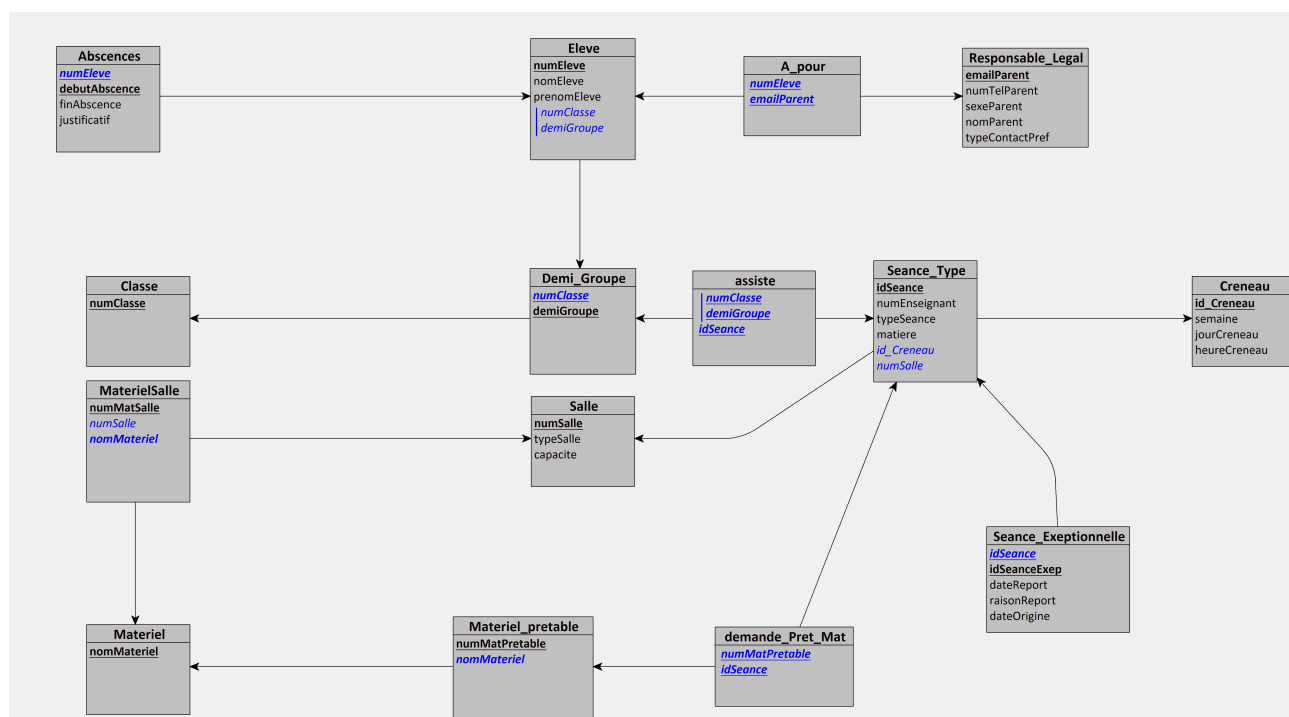 Abscences
numEleve
debutAbscence
finAbscence
justificatif
Eleve
numEleve
nomEleve
prenomEleve
numClasse
demiGroupe
A_pour
numEleve
emailParent
Responsable_Legal
emailParent
numTelParent
sexeParent
nomParent
typeContactPref
Classe
numClasse
Demi_Groupe
numClasse
demiGroupe
assiste
numClasse
demiGroupe
idSeance
Seance_Type
idSeance
numEnseignant
typeSeance
matiere
id_Creneau
numSalle
Creneau
id_Creneau
semaine
jourCreneau
heureCreneau
MaterielSalle
numMatSalle
numSalle
nomMateriel
Salle
numSalle
typeSalle
capacite
Seance_Exeptionnelle
idSeance
idSeanceExep
dateReport
raisonReport
dateOrigine
Materiel
nomMateriel
Materiel_pretable
numMatPretable
nomMateriel
demande_Pret_Mat
numMatPretable
idSeance